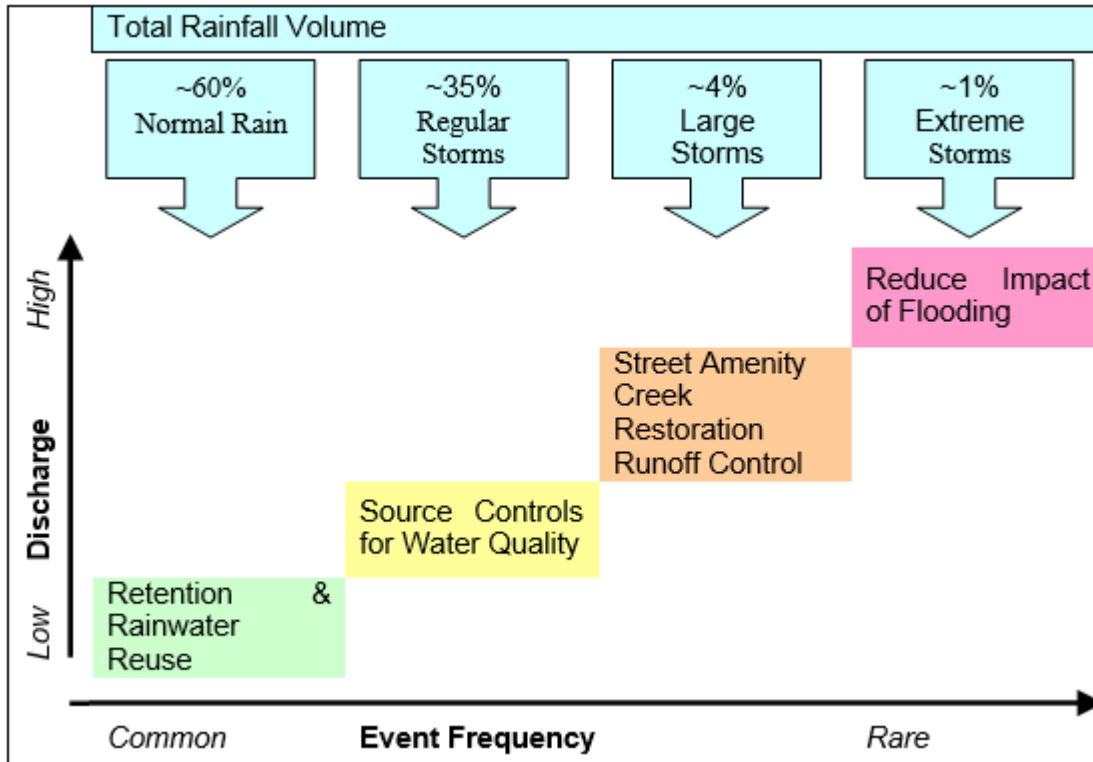 Total Rainfall Volume
~60%
Normal Rain
~35%
Regular
Storms
~4%
Large
Storms
~1%
Extreme
Storms
High
Discharge
Low
Reduce Impact
of Flooding
Street Amenity
Creek
Restoration
Runoff Control
Source Controls
for Water Quality
Retention &
Rainwater
Reuse
Common
Event Frequency
Rare